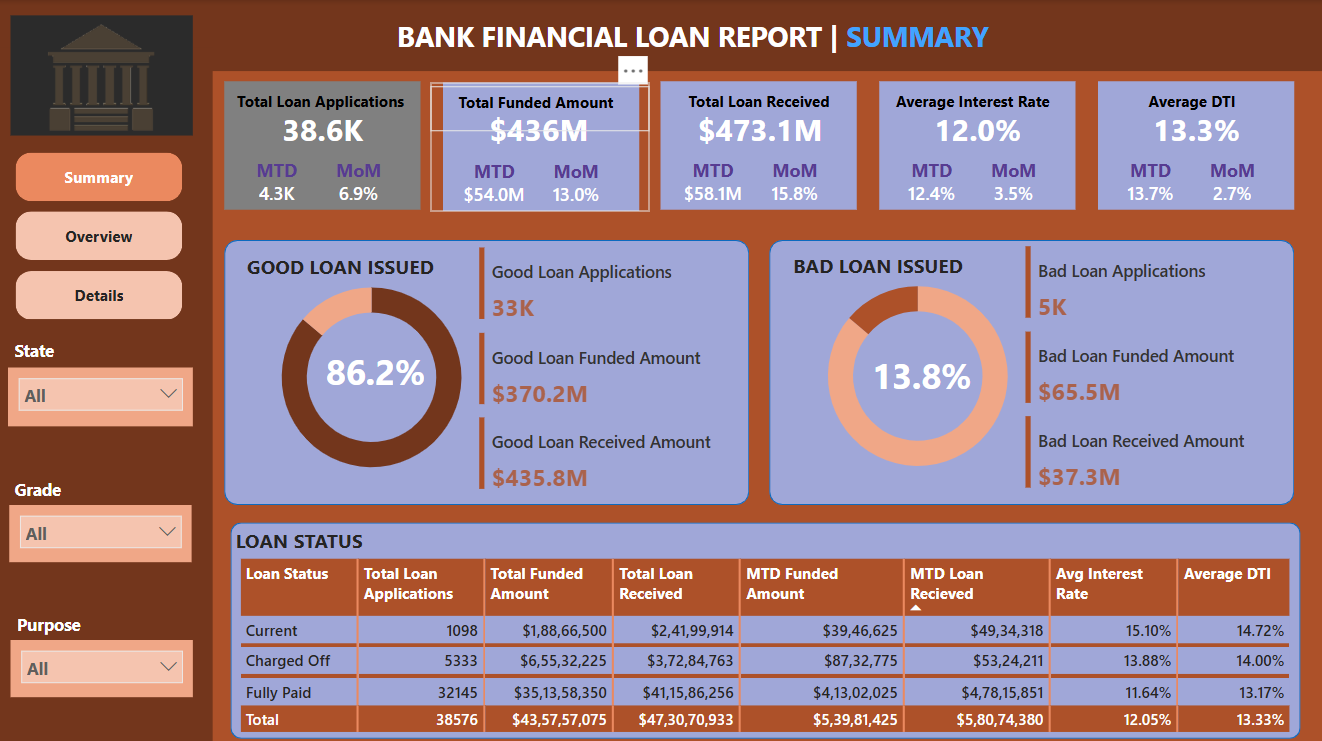 BANK FINANCIAL LOAN REPORT | SUMMARY
Summary
Overview
Details
State
All
Grade
All
Purpose
All
Total Loan Applications
38.6K
MTD MoM
4.3K 6.9%
Total Funded Amount
$436M
MTD MoM
$54.0M 13.0%
Total Loan Received
$473.1M
MTD MoM
$58.1M 15.8%
Average Interest Rate
12.0%
MTD MoM
12.4% 3.5%
Average DTI
13.3%
MTD MoM
13.7% 2.7%
GOOD LOAN ISSUED
86.2%
Good Loan Applications
33K
Good Loan Funded Amount
$370.2M
Good Loan Received Amount
$435.8M
BAD LOAN ISSUED
13.8%
Bad Loan Applications
5K
Bad Loan Funded Amount
$65.5M
Bad Loan Received Amount
$37.3M
LOAN STATUS
Loan Status Total Loan Total Funded Total Loan MTD Funded MTD Loan Avg Interest Average DTI
Applications Amount Received Amount Recieved Rate
Current 1098 $1,88,66,500 $2,41,99,914 $39,46,625 $49,34,318 15.10% 14.72%
Charged Off 5333 $6,55,32,225 $3,72,84,763 $87,32,775 $53,24,211 13.88% 14.00%
Fully Paid 32145 $35,13,58,350 $41,15,86,256 $4,13,02,025 $4,78,15,851 11.64% 13.17%
Total 38576 $43,57,57,075 $47,30,70,933 $5,39,81,425 $5,80,74,380 12.05% 13.33%